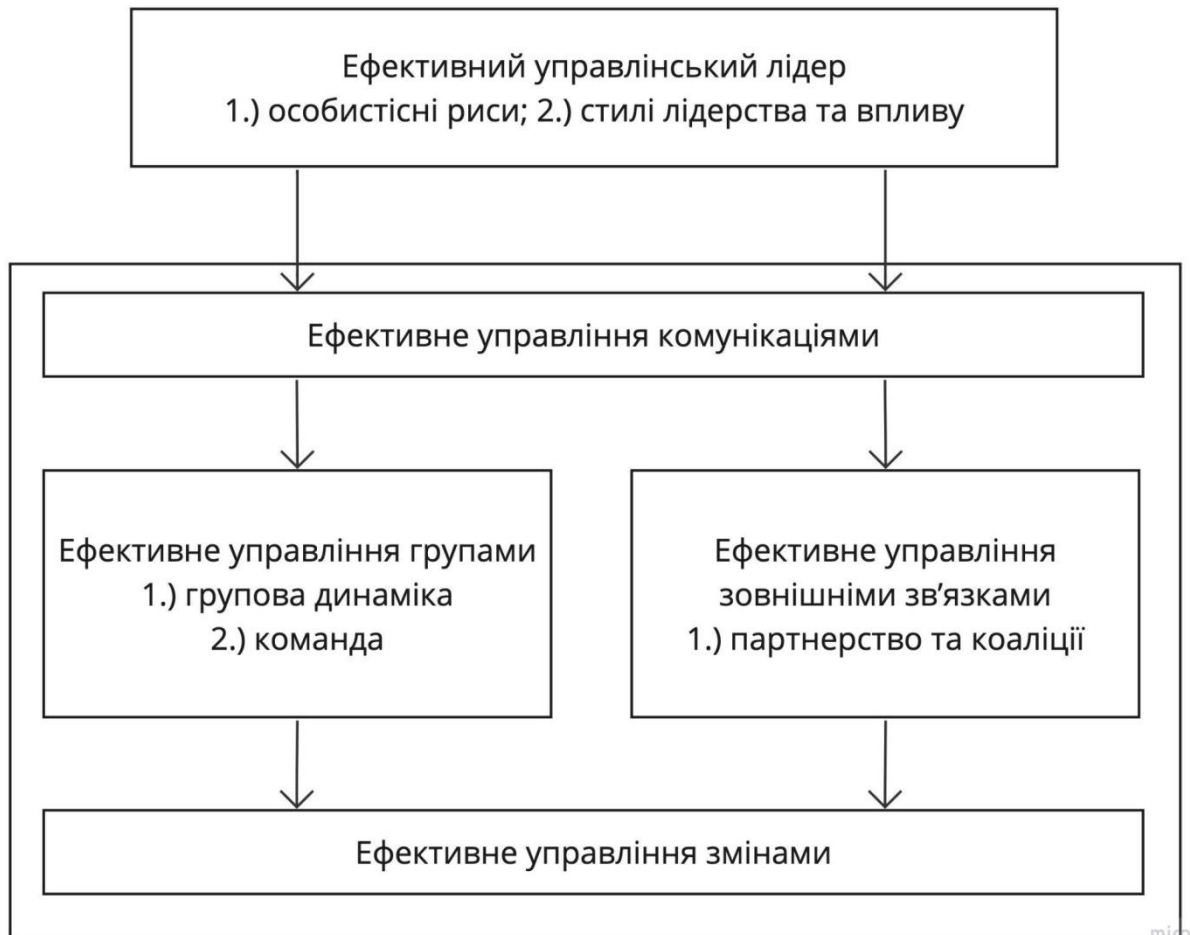 Ефективний управлінський лідер
1.) особистісні риси; 2.) стилі лідерства та впливу
Ефективне управління комунікаціями
Ефективне управління групами
1.) групова динаміка
2.) команда
Ефективне управління
зовнішніми зв’язками
1.) партнерство та коаліції
Ефективне управління змінами